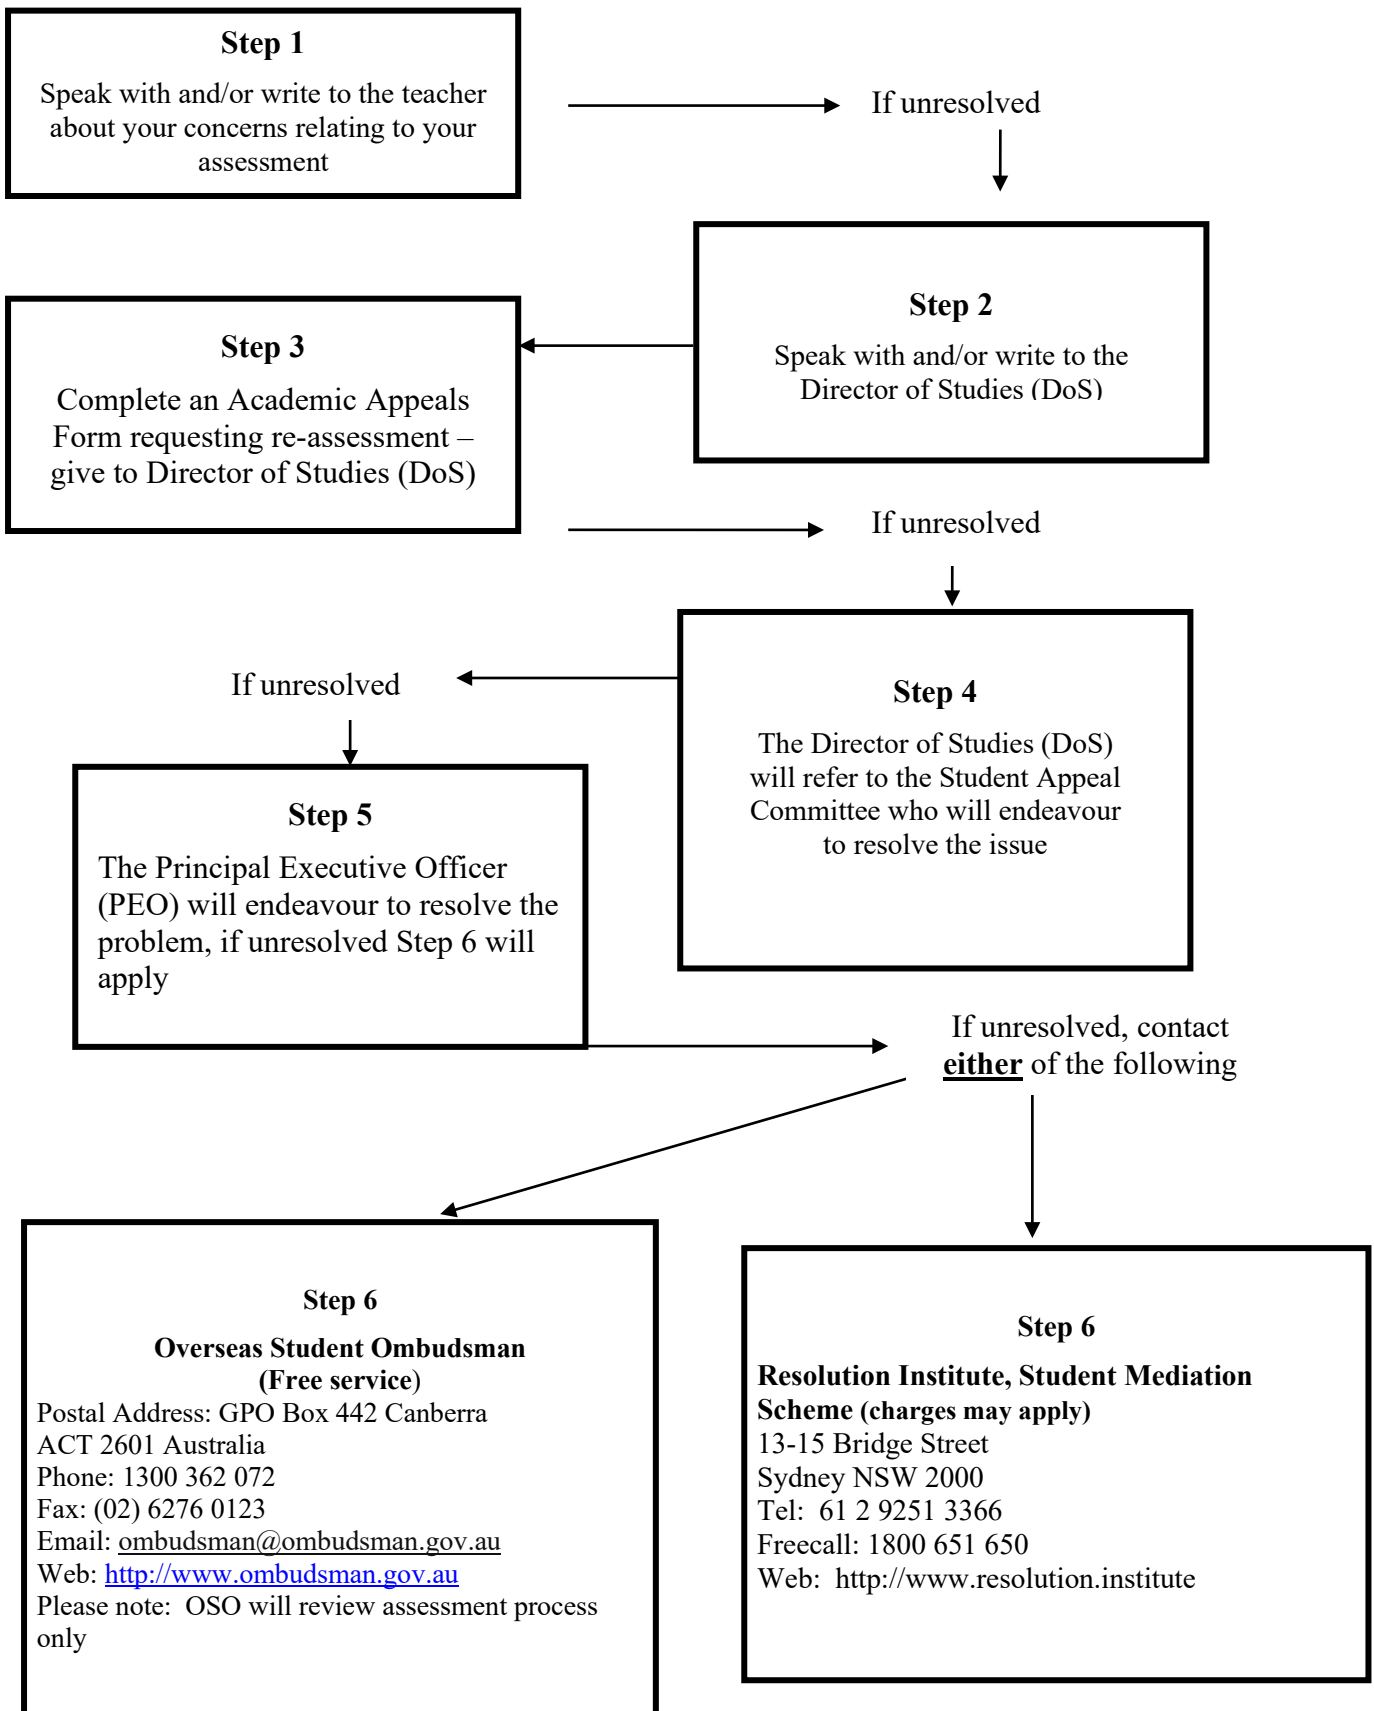 Step 1
Speak with and/or write to the teacher
about your concerns relating to your
assessment
If unresolved
Step 2
Speak with and/or write to the
Director of Studies (DoS)
Step 3
Complete an Academic Appeals
Form requesting re-assessment –
give to Director of Studies (DoS)
If unresolved
Step 4
The Director of Studies (DoS)
will refer to the Student Appeal
Committee who will endeavour
to resolve the issue
If unresolved
Step 5
The Principal Executive Officer
(PEO) will endeavour to resolve the
problem, if unresolved Step 6 will
apply
If unresolved, contact
either of the following
Step 6
Overseas Student Ombudsman
(Free service)
Postal Address: GPO Box 442 Canberra
ACT 2601 Australia
Phone: 1300 362 072
Fax: (02) 6276 0123
Email: ombudsman@ombudsman.gov.au
Web: http://www.ombudsman.gov.au
Please note:  OSO will review assessment process
only
Step 6
Resolution Institute, Student Mediation
Scheme (charges may apply)
13-15 Bridge Street
Sydney NSW 2000
Tel:  61 2 9251 3366
Freecall: 1800 651 650
Web:  http://www.resolution.institute